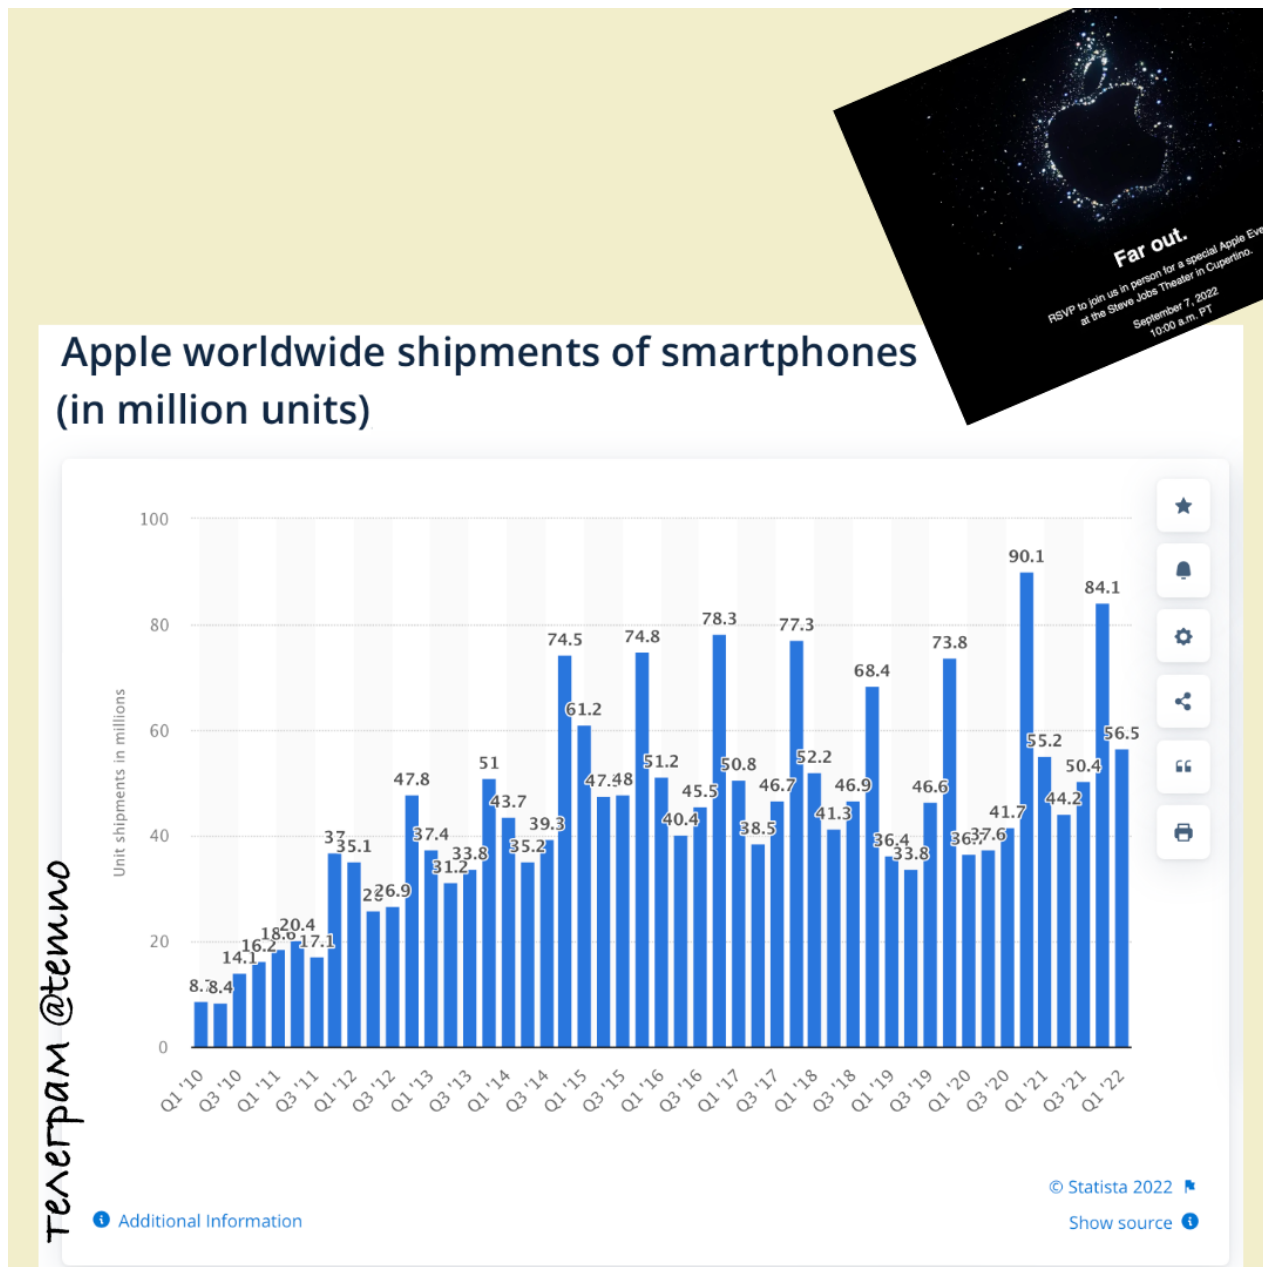 Far out.
RSVP to join us in person for a special Apple Eve
at the Steve Jobs Theater in Cupertino.
September 7, 2022
10:00 a.m. PT
Apple worldwide shipments of smartphones
(in million units)
Unit shipments in millions
100
80
60
40
20
0
8.4
14.1
16.2
18.6
20.4
17.1
37
35.1
26.9
47.8
37.4
31.2
33.8
51
43.7
35.2
39.3
74.5
61.2
48
74.8
51.2
40.4
45.5
78.3
50.8
38.5
46.7
77.3
52.2
41.3
46.9
68.4
36.4
33.8
46.6
73.8
37.6
41.7
90.1
55.2
44.2
50.4
84.1
56.5
Q1 '10
Q3 '10
Q1 '11
Q3 '11
Q1 '12
Q3 '12
Q1 '13
Q3 '13
Q1 '14
Q3 '14
Q1 '15
Q3 '15
Q1 '16
Q3 '16
Q1 '17
Q3 '17
Q1 '18
Q3 '18
Q1 '19
Q3 '19
Q1 '20
Q3 '20
Q1 '21
Q3 '21
Q1 '22
© Statista 2022
Additional Information
Show source
телеграм @temno